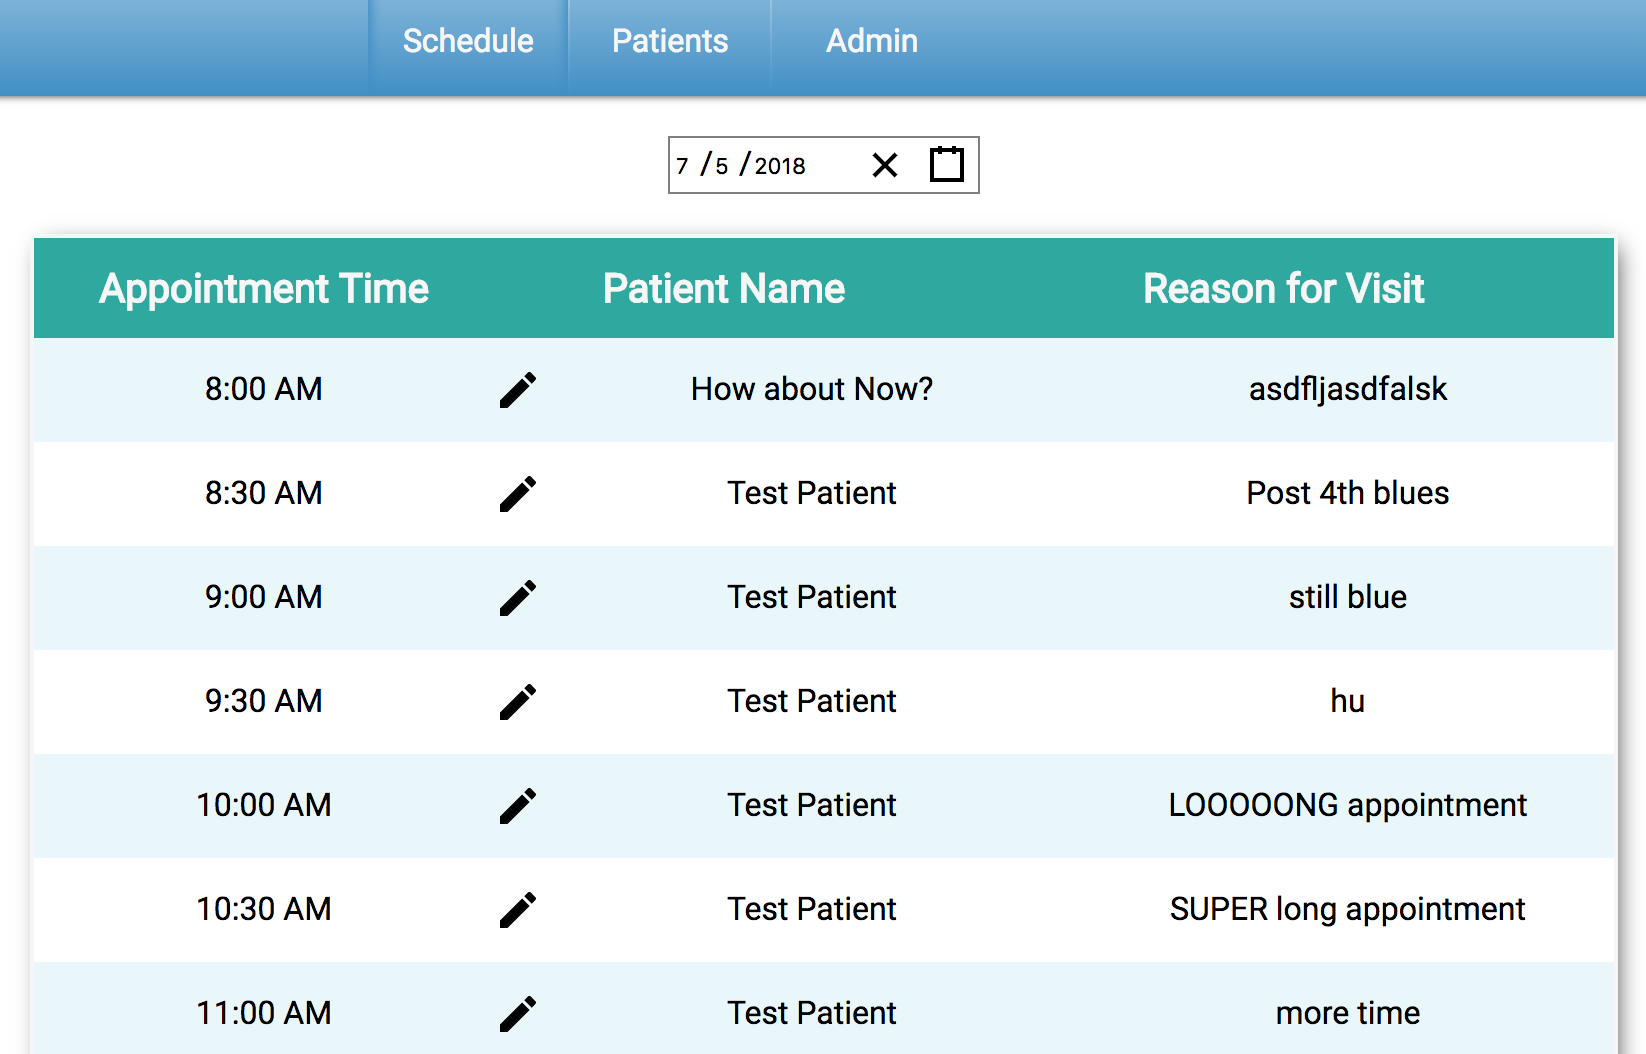 Schedule Patients Admin
7 /5 /2018
Appointment Time Patient Name Reason for Visit
8:00 AM How about Now? asdfljasdfalsk
8:30 AM Test Patient Post 4th blues
9:00 AM Test Patient still blue
9:30 AM Test Patient hu
10:00 AM Test Patient LOOOOONG appointment
10:30 AM Test Patient SUPER long appointment
11:00 AM Test Patient more time